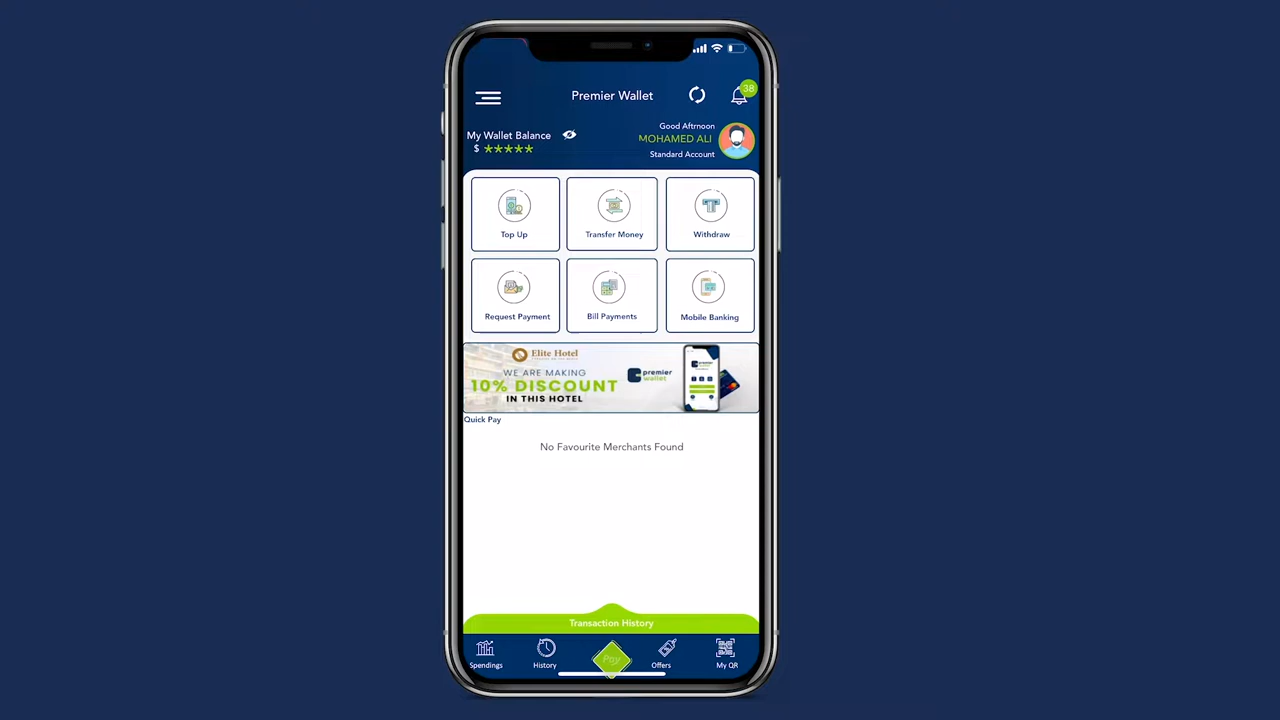 Premier Wallet
38
My Wallet Balance
$ *****
Good Aftrnoon
MOHAMED ALI
Standard Account
Top Up
Transfer Money
Withdraw
Request Payment
Bill Payments
Mobile Banking
Elite Hotel
WE ARE MAKING
10% DISCOUNT
IN THIS HOTEL
premier
wallet
Quick Pay
No Favourite Merchants Found
Transaction History
Spendings
History
Pay
Offers
My QR